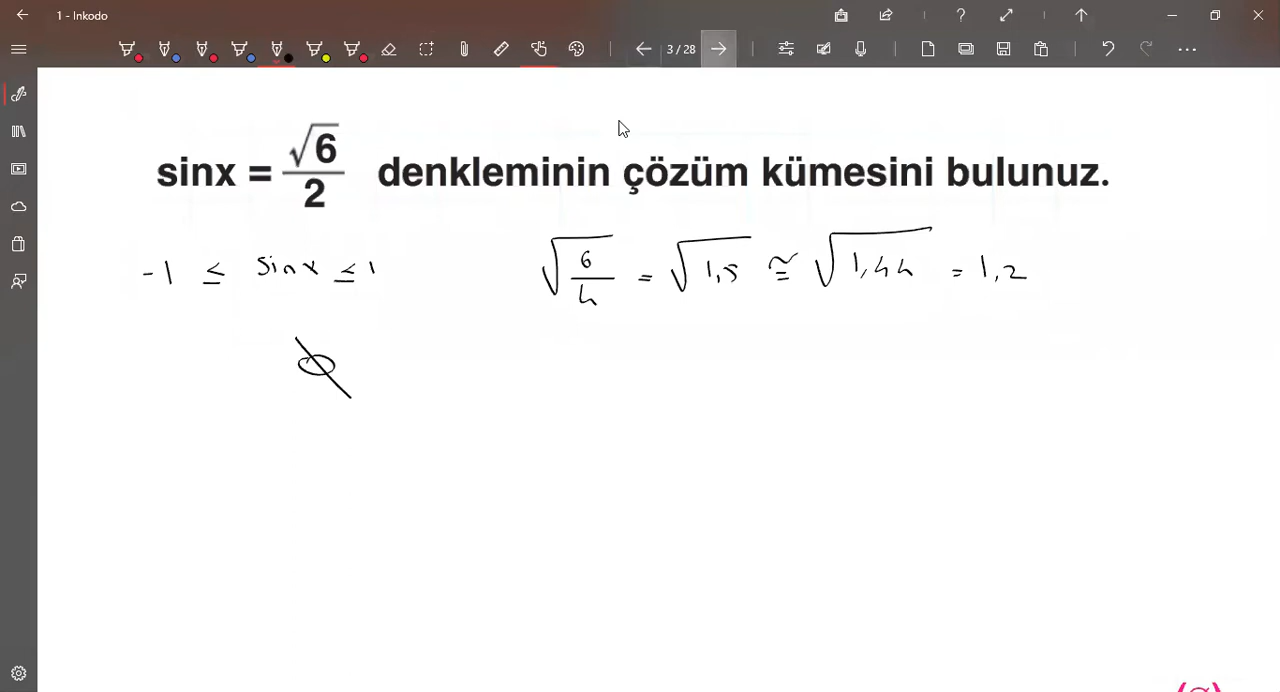 1 - Inkodo
3 / 28
sinx = √6/2 denkleminin çözüm kümesini bulunuz.
-1 ≤ sinx ≤ 1
√(6/4) = √1,5 ≅ √1,44 = 1,2
∅